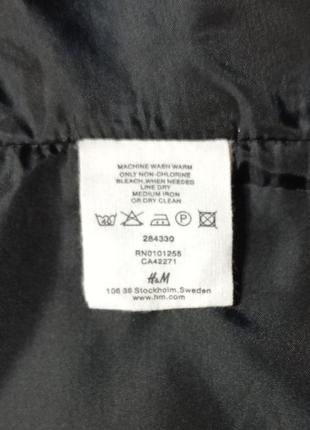 MACHINE WASH WARM
ONLY NON-CHLORINE
BLEACH,WHEN NEEDED
LINE DRY
MEDIUM IRON
OR DRY CLEAN
P
284330
RN0101255
CA42271
H&M
106 38 Stockholm,Sweden
www.hm.com